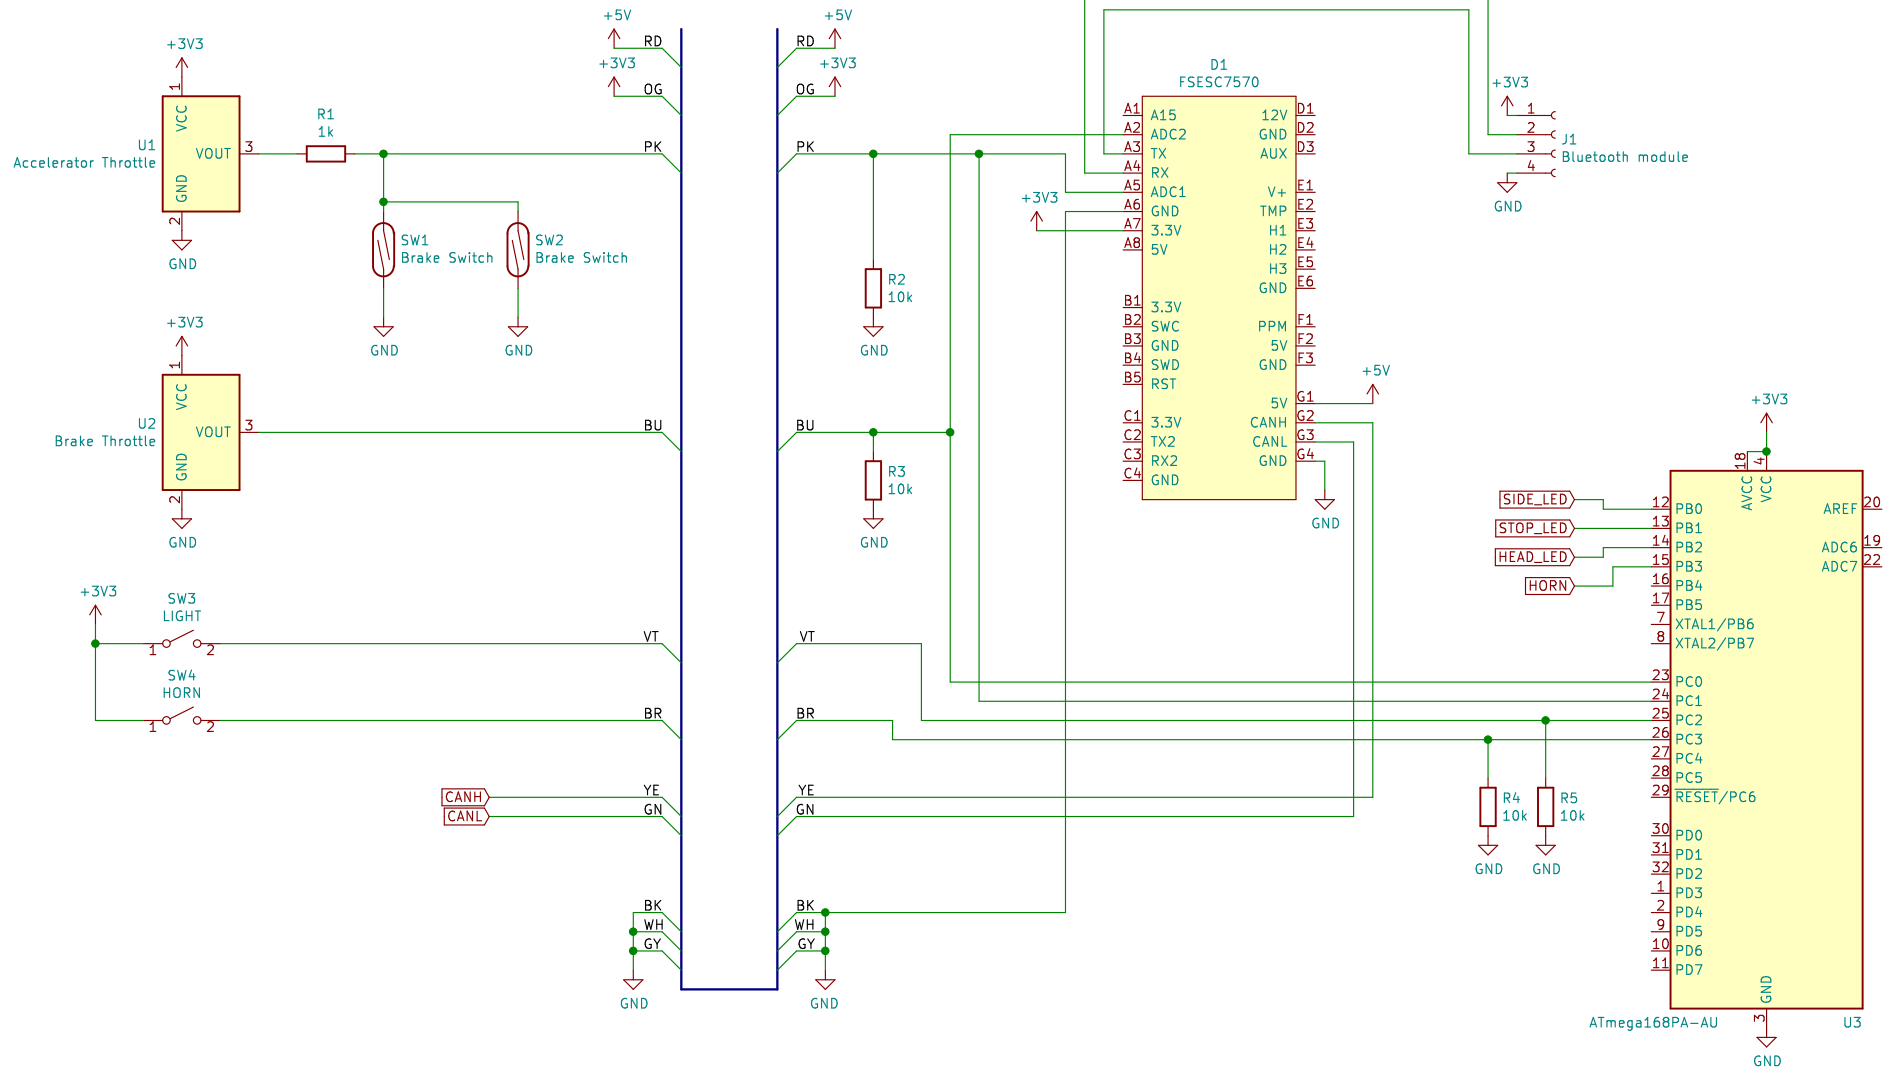 +3V3
1
VCC
U1
Accelerator Throttle
VOUT
3
GND
2
GND
R1
1k
SW1
Brake Switch
SW2
Brake Switch
GND
GND
+3V3
1
VCC
U2
Brake Throttle
VOUT
3
GND
2
GND
+3V3
SW3
LIGHT
1
2
SW4
HORN
1
2
CANH
CANL
+5V
RD
+3V3
OG
PK
BU
VT
BR
YE
GN
BK
WH
GY
GND
+5V
RD
+3V3
OG
PK
BU
VT
BR
YE
GN
BK
WH
GY
GND
R2
10k
GND
R3
10k
GND
+3V3
D1
FSESC7570
A1 A15
A2 ADC2
A3 TX
A4 RX
A5 ADC1
A6 GND
A7 3.3V
A8 5V
B1 3.3V
B2 SWC
B3 GND
B4 SWD
B5 RST
C1 3.3V
C2 TX2
C3 RX2
C4 GND
12V D1
GND D2
AUX D3
V+ E1
TMP E2
H1 E3
H2 E4
H3 E5
GND E6
PPM F1
5V F2
GND F3
5V G1
CANH G2
CANL G3
GND G4
+5V
GND
+3V3
1
2
3
4
J1
Bluetooth module
GND
R4
10k
GND
R5
10k
GND
SIDE_LED
STOP_LED
HEAD_LED
HORN
+3V3
18
4
AVCC
VCC
12 PB0
13 PB1
14 PB2
15 PB3
16 PB4
17 PB5
7 XTAL1/PB6
8 XTAL2/PB7
23 PC0
24 PC1
25 PC2
26 PC3
27 PC4
28 PC5
29 RESET/PC6
30 PD0
31 PD1
32 PD2
1 PD3
2 PD4
9 PD5
10 PD6
11 PD7
AREF 20
ADC6 19
ADC7 22
GND
3
ATmega168PA-AU
U3
GND